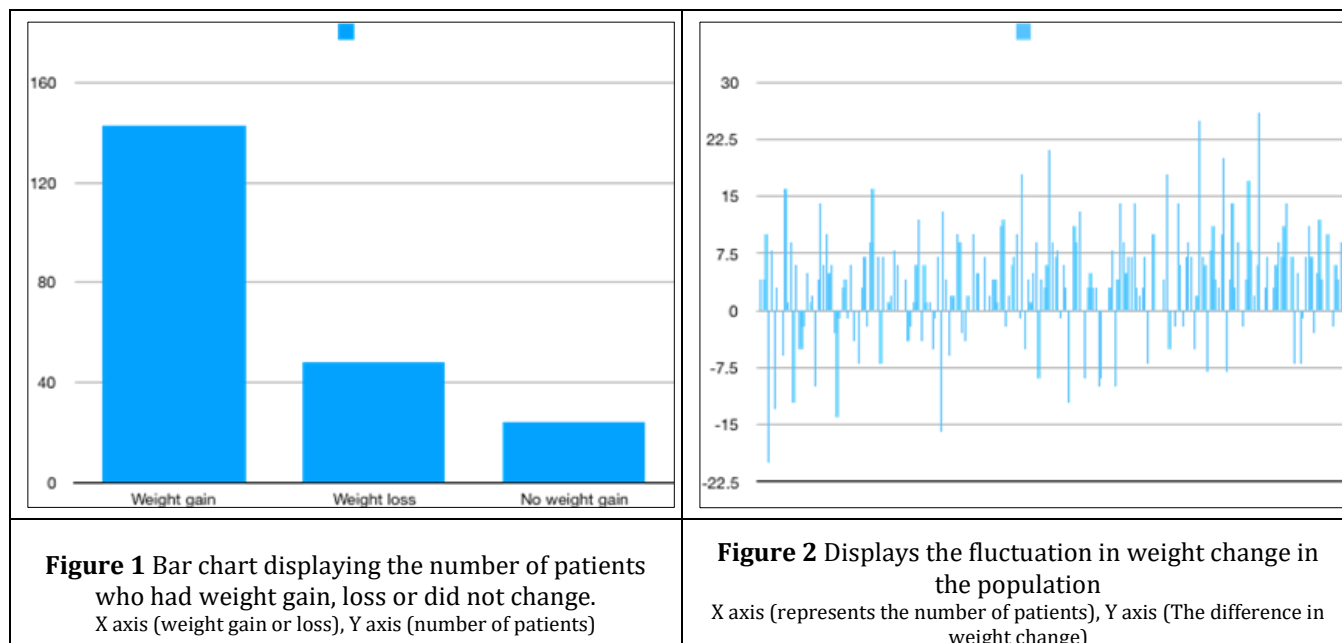 160
120
80
40
0
Weight gain
Weight loss
No weight gain
30
22.5
15
7.5
0
-7.5
-15
-22.5
Figure 1 Bar chart displaying the number of patients
who had weight gain, loss or did not change.
X axis (weight gain or loss), Y axis (number of patients)
Figure 2 Displays the fluctuation in weight change in
the population
X axis (represents the number of patients), Y axis (The difference in
weight change)